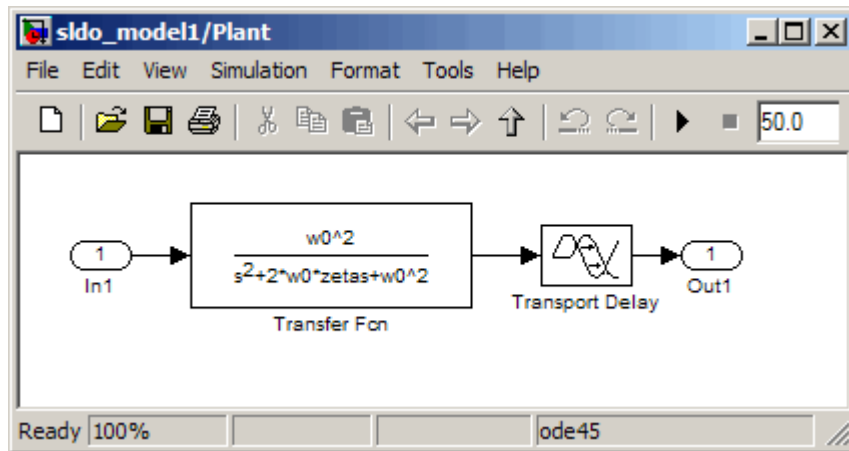 sldo_model1/Plant
File Edit View Simulation Format Tools Help
50.0
w0^2
1
s2+2*w0*zetas+w0^2
1
In1
Out1
Transfer Fcn
Transport Delay
Ready 100% ode45